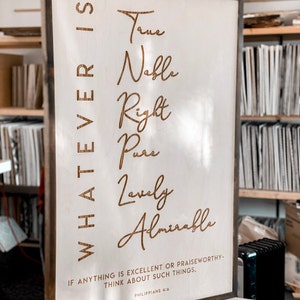 WHATEVER IS
True
Noble
Right
Pure
Lovely
Admirable
IF ANYTHING IS EXCELLENT OR PRAISEWORTHY-
THINK ABOUT SUCH THINGS.
PHILIPPIANS 4:8